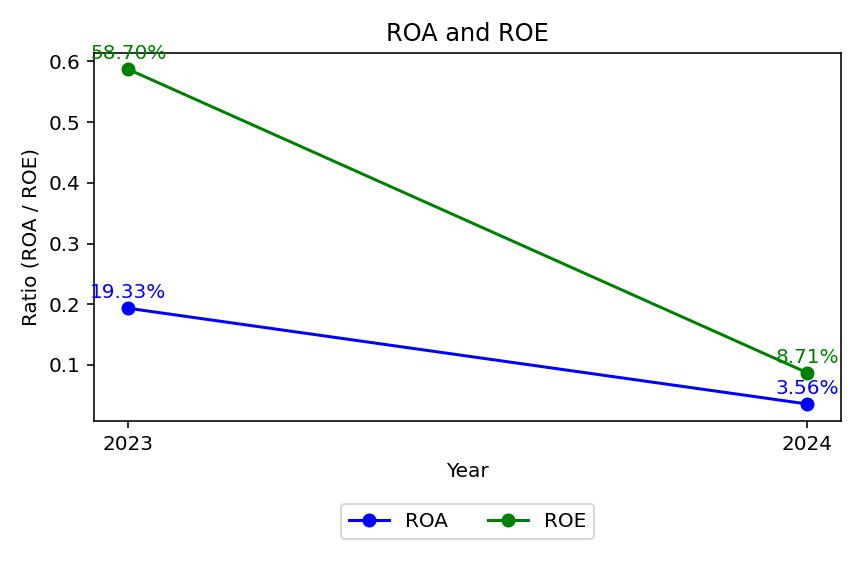 ROA and ROE
58.70%
0.6
0.5
0.4
0.3
0.2
0.1
Ratio (ROA / ROE)
19.33%
8.71%
3.56%
2023
2024
Year
ROA
ROE